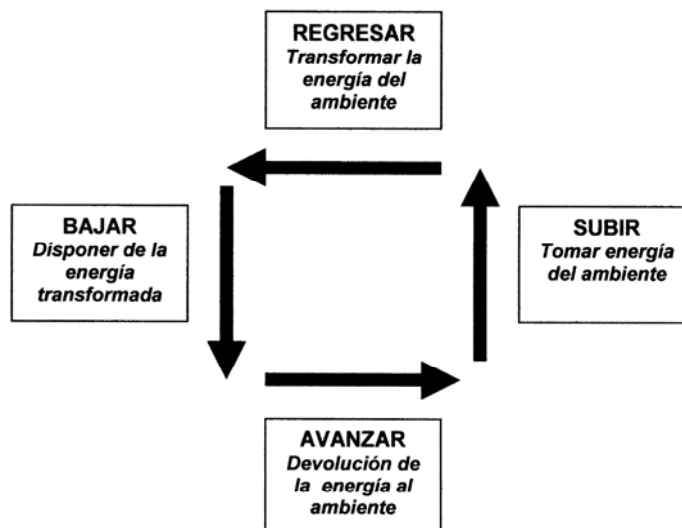 REGRESAR
Transformar la
energía del
ambiente
BAJAR
Disponer de la
energía
transformada
SUBIR
Tomar energía
del ambiente
AVANZAR
Devolución de
la energía al
ambiente